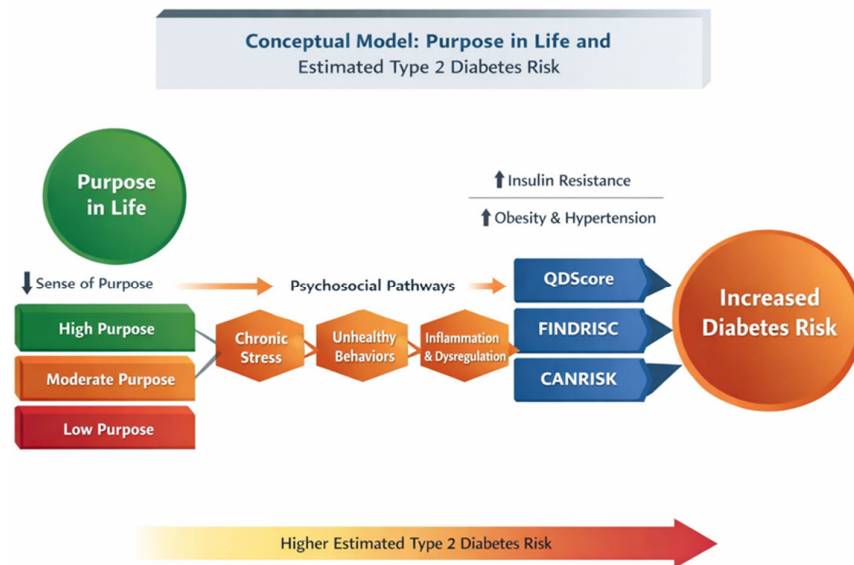 Conceptual Model: Purpose in Life and
Estimated Type 2 Diabetes Risk
Purpose
in Life
⬆ Insulin Resistance
⬆ Obesity & Hypertension
⬇ Sense of Purpose
Psychosocial Pathways
High Purpose
Moderate Purpose
Low Purpose
Chronic
Stress
Unhealthy
Behaviors
Inflammation
& Dysregulation
QDScore
FINDRISC
CANRISK
Increased
Diabetes Risk
Higher Estimated Type 2 Diabetes Risk